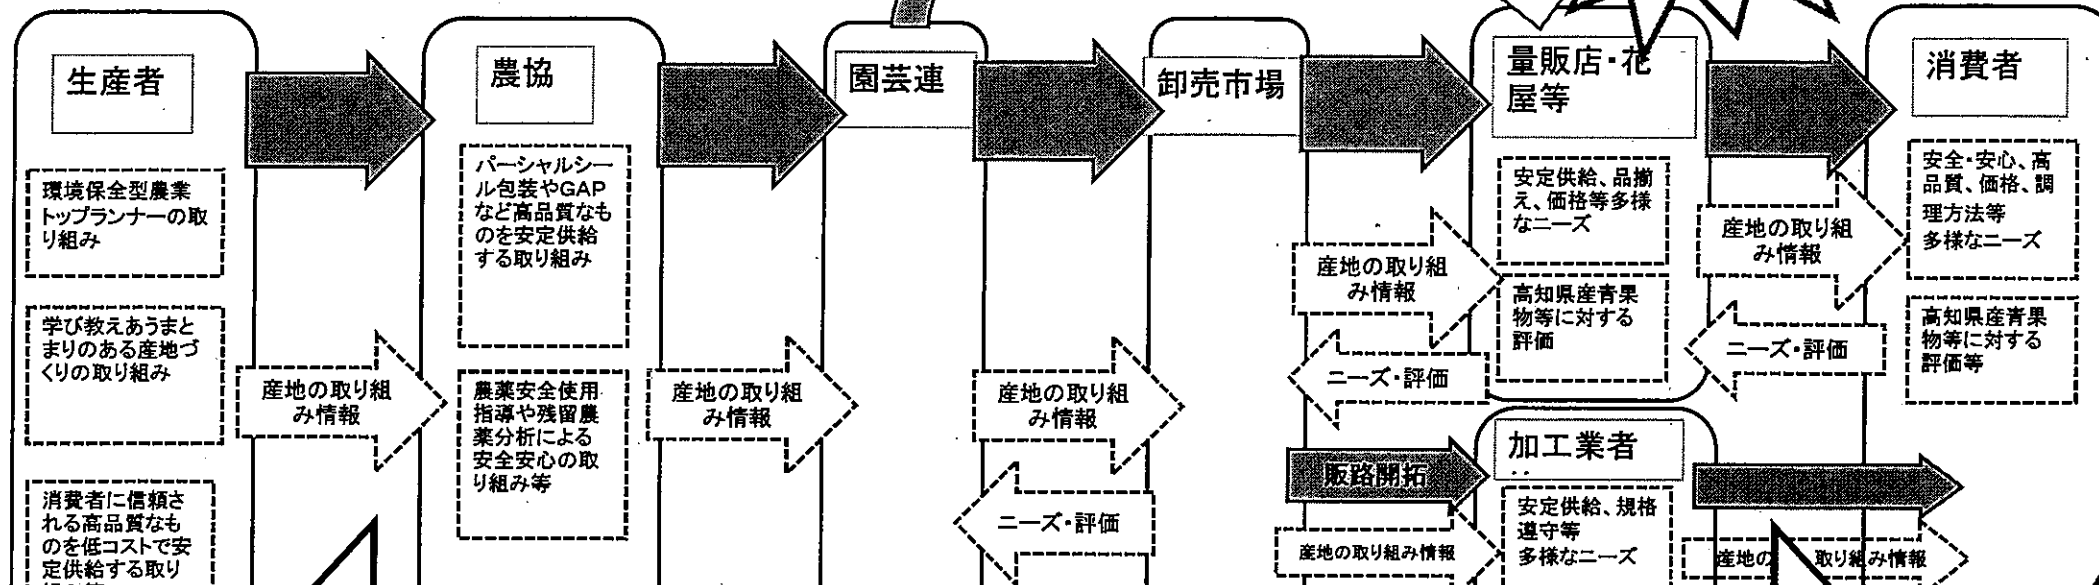 生産者
環境保全型農業
トップランナーの取
り組み
学び教えあうまと
まりのある産地づ
くりの取り組み
消費者に信頼さ
れる高品質なも
のを低コストで安
定供給する取り
産地の取り組
み情報
農協
パーシャルシー
ル包装やGAP
など高品質なも
のを安定供給
する取り組み
農薬安全使用
指導や残留農
薬分析による
安全安心の取
り組み等
産地の取り組
み情報
園芸連
産地の取り組
み情報
ニーズ・評価
卸売市場
産地の取り組
み情報
ニーズ・評価
販路開拓
産地の取り組み情報
量販店・花
屋等
安定供給、品揃
え、価格等多様
なニーズ
高知県産青果
物等に対する
評価
加工業者
安定供給、規格
遵守等
多様なニーズ
産地の取り組
み情報
ニーズ・評価
産地の 取り組み情報
消費者
安全・安心、高
品質、価格、調
理方法等
多様なニーズ
高知県産青果
物等に対する
評価等